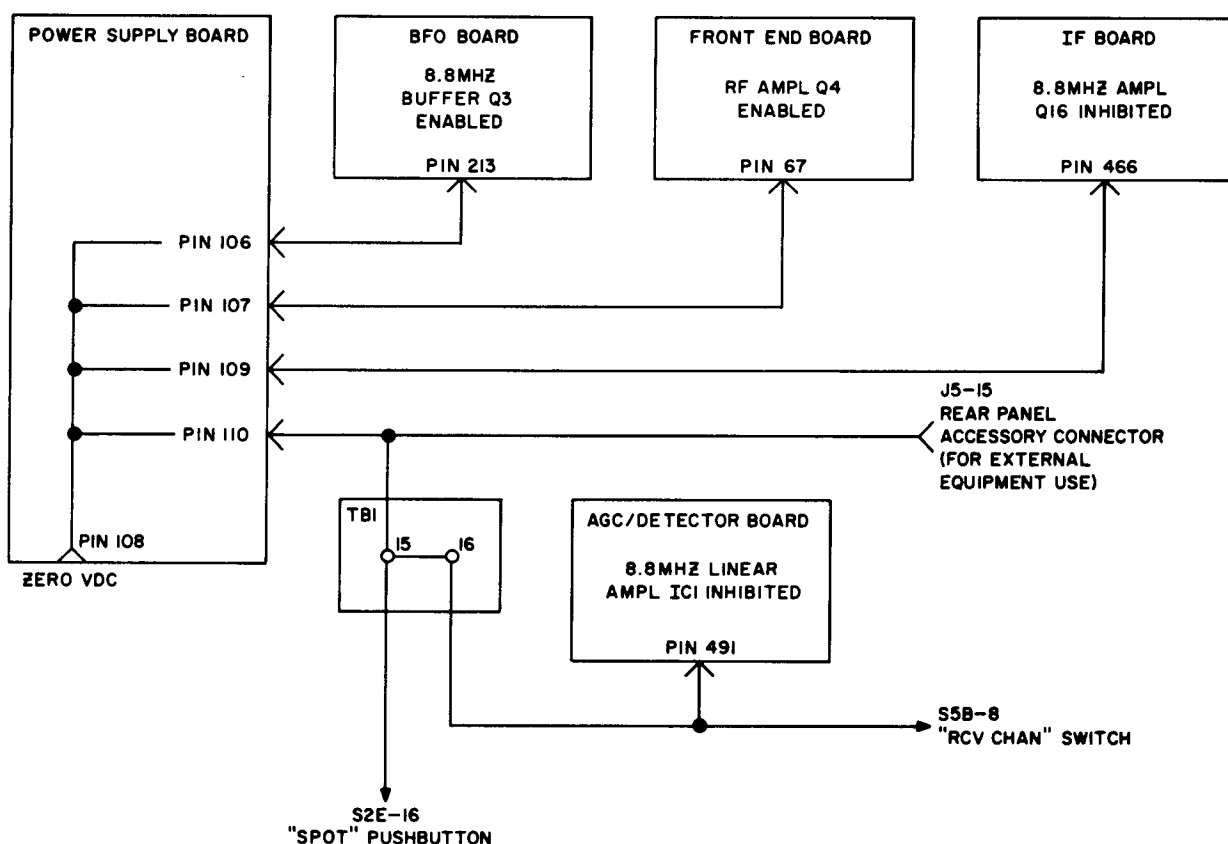 POWER SUPPLY BOARD
BFO BOARD
8.8MHZ
BUFFER Q3
ENABLED
PIN 213
FRONT END BOARD
RF AMPL Q4
ENABLED
PIN 67
IF BOARD
8.8MHZ AMPL
Q16 INHIBITED
PIN 466
PIN 106
PIN 107
PIN 109
PIN 110
PIN 108
ZERO VDC
J5-15
REAR PANEL
ACCESSORY CONNECTOR
(FOR EXTERNAL
EQUIPMENT USE)
TB1
15
16
AGC/DETECTOR BOARD
8.8MHZ LINEAR
AMPL IC1 INHIBITED
PIN 491
S5B-8
"RCV CHAN" SWITCH
S2E-16
"SPOT" PUSHBUTTON